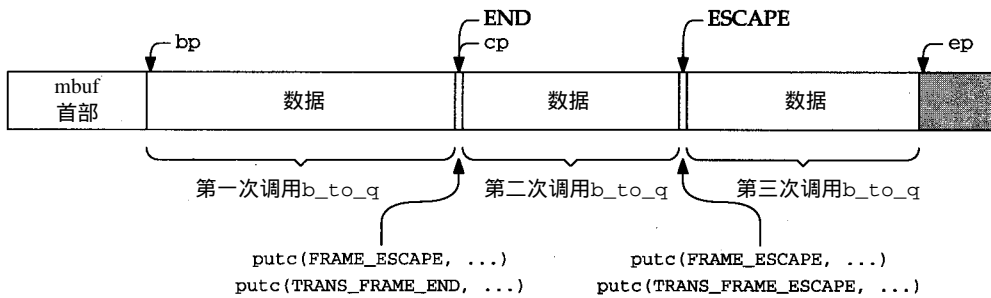 END
ESCAPE
bp
cp
ep
mbuf
首部
数据
数据
数据
第一次调用b_to_q
第二次调用b_to_q
第三次调用b_to_q
putc(FRAME_ESCAPE, ...)
putc(TRANS_FRAME_END, ...)
putc(FRAME_ESCAPE, ...)
putc(TRANS_FRAME_ESCAPE, ...)